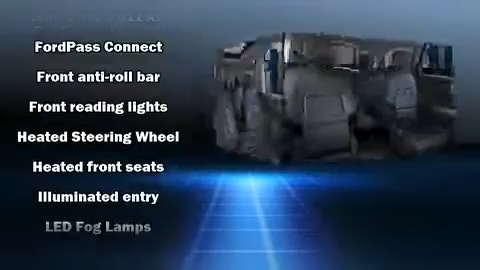 FordPass Connect
Front anti-roll bar
Front reading lights
Heated Steering Wheel
Heated front seats
Illuminated entry
LED Fog Lamps